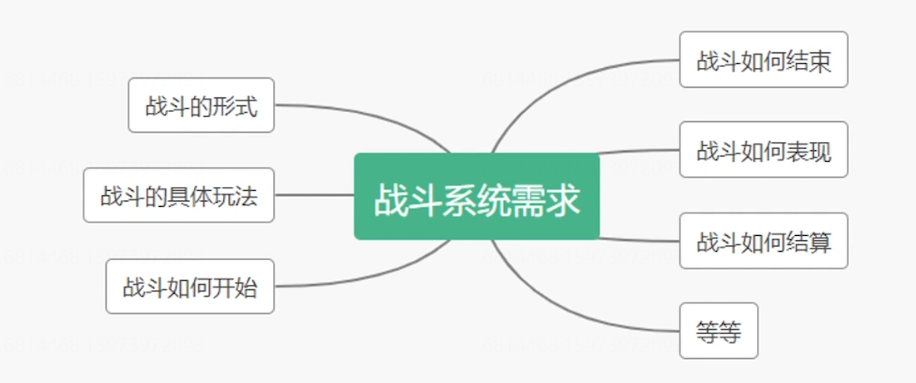 战斗系统需求
战斗的形式
战斗的具体玩法
战斗如何开始
战斗如何结束
战斗如何表现
战斗如何结算
等等